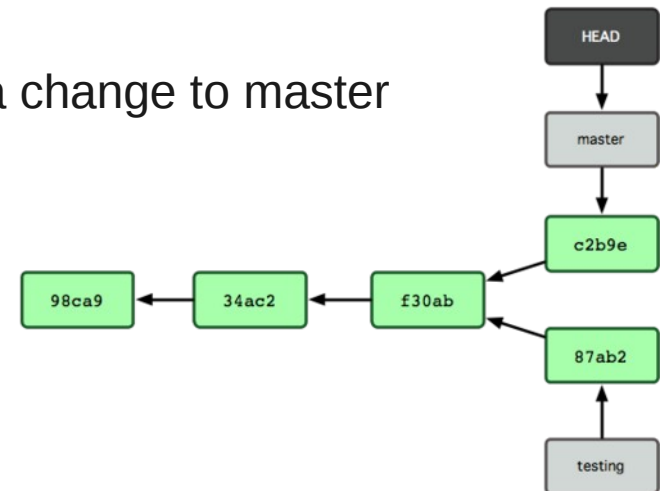 HEAD
change to master
master
c2b9e
98ca9
34ac2
f30ab
87ab2
testing